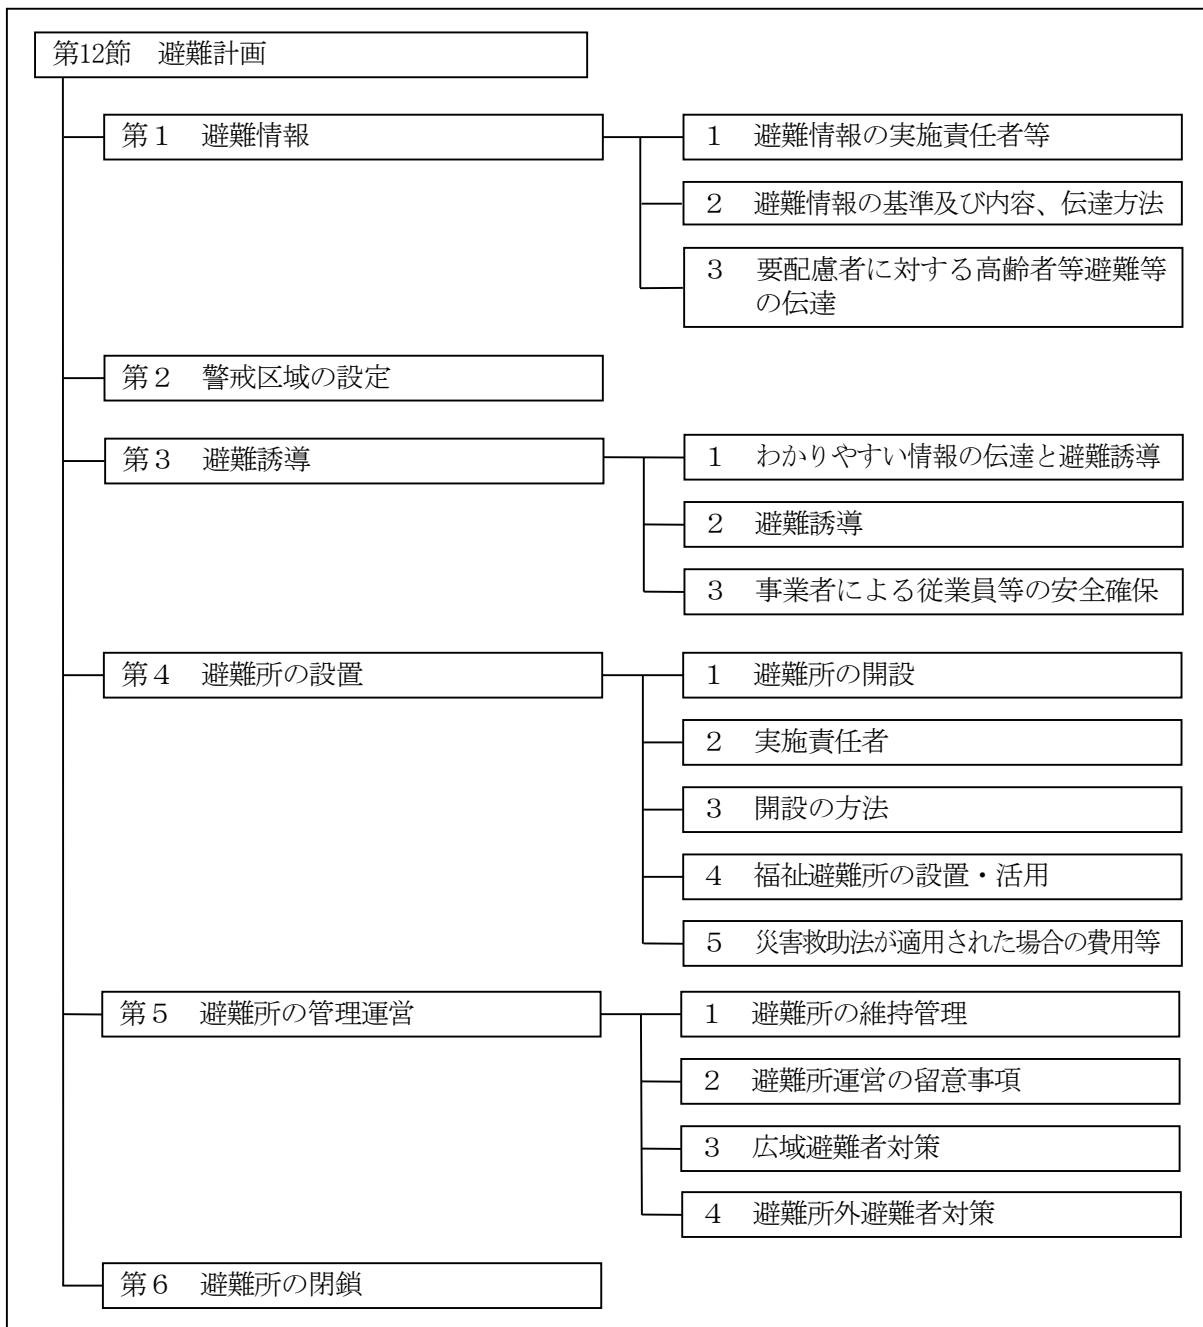 第12節　避難計画
第１　避難情報
１　避難情報の実施責任者等
２　避難情報の基準及び内容、伝達方法
３　要配慮者に対する高齢者等避難等
の伝達
第２　警戒区域の設定
第３　避難誘導
１　わかりやすい情報の伝達と避難誘導
２　避難誘導
３　事業者による従業員等の安全確保
第４　避難所の設置
１　避難所の開設
２　実施責任者
３　開設の方法
４　福祉避難所の設置・活用
５　災害救助法が適用された場合の費用等
第５　避難所の管理運営
１　避難所の維持管理
２　避難所運営の留意事項
３　広域避難者対策
４　避難所外避難者対策
第６　避難所の閉鎖